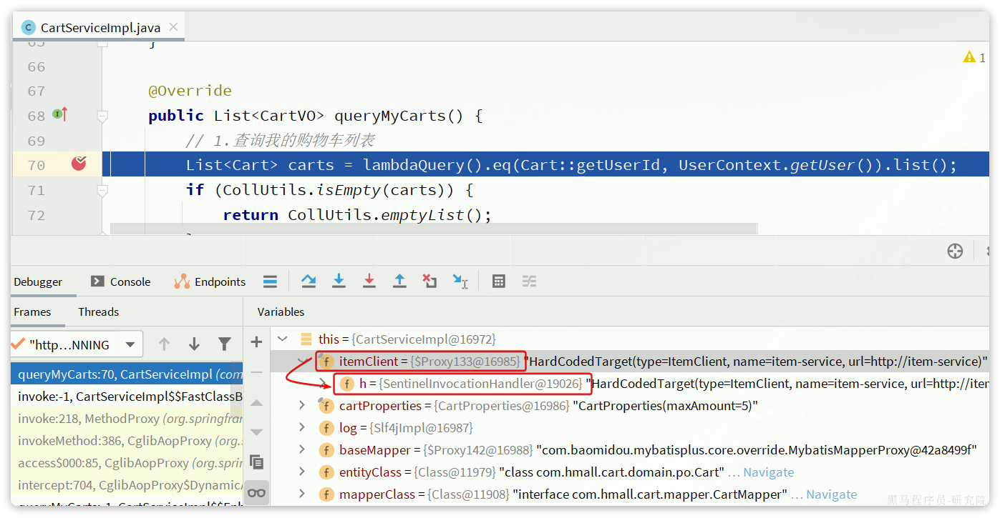 CartServiceImpl.java
1
65 }
66
67 @Override
68 public List<CartVO> queryMyCarts() {
69 // 1.查询我的购物车列表
70 List<Cart> carts = lambdaQuery().eq(Cart::getUserId, UserContext.getUser()).list();
71 if (CollUtils.isEmpty(carts)) {
72 return CollUtils.emptyList();
Debugger Console Endpoints
Frames Threads Variables
"http…NNING
this = {CartServiceImpl@16972}
itemClient = {$Proxy133@16985} "HardCodedTarget(type=ItemClient, name=item-service, url=http://item-service)"
h = {SentinelInvocationHandler@19026} "HardCodedTarget(type=ItemClient, name=item-service, url=http://iten
cartProperties = {CartProperties@16986} "CartProperties(maxAmount=5)"
log = {Slf4jImpl@16987}
baseMapper = {$Proxy142@16988} "com.baomidou.mybatisplus.core.override.MybatisMapperProxy@42a8499f"
entityClass = {Class@11979} "class com.hmall.cart.domain.po.Cart" … Navigate
mapperClass = {Class@11908} "interface com.hmall.cart.mapper.CartMapper" … Navigate
queryMyCarts:70, CartServiceImpl (com
invoke:-1, CartServiceImpl$$FastClassB
invoke:218, MethodProxy (org.springfran
invokeMethod:386, CglibAopProxy (org.s
access$000:85, CglibAopProxy (org.sprin
intercept:704, CglibAopProxy$DynamicA
黑马程序员-研究院